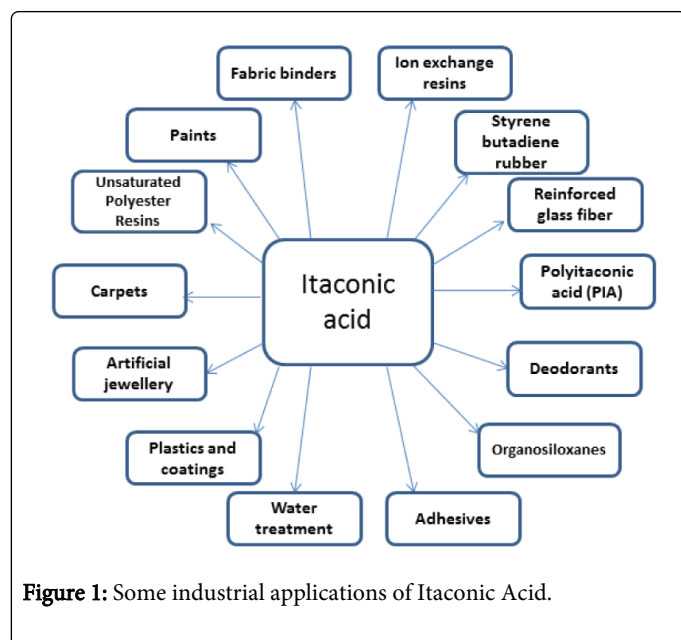 Fabric binders
Ion exchange
resins
Paints
Styrene
butadiene
rubber
Unsaturated
Polyester
Resins
Reinforced
glass fiber
Itaconic
acid
Carpets
Polyitaconic
acid (PIA)
Artificial
jewellery
Deodorants
Plastics and
coatings
Organosiloxanes
Water
treatment
Adhesives
Figure 1: Some industrial applications of Itaconic Acid.